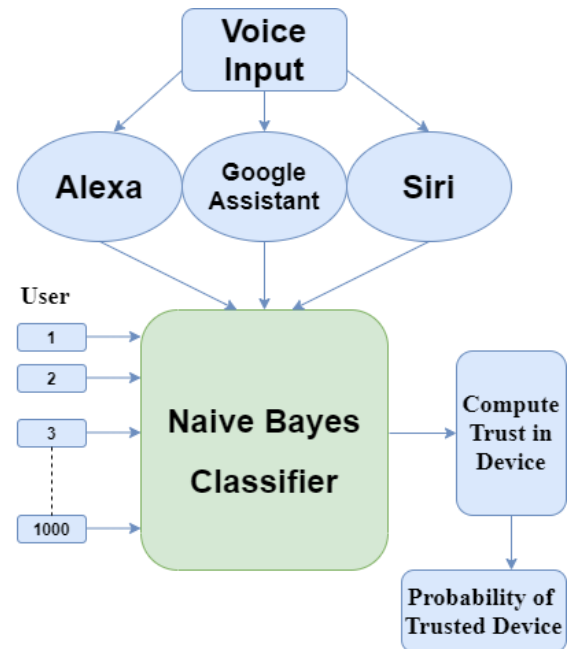 Voice
Input
Alexa
Google
Assistant
Siri
User
1
2
3
1000
Naive Bayes
Classifier
Compute
Trust in
Device
Probability of
Trusted Device